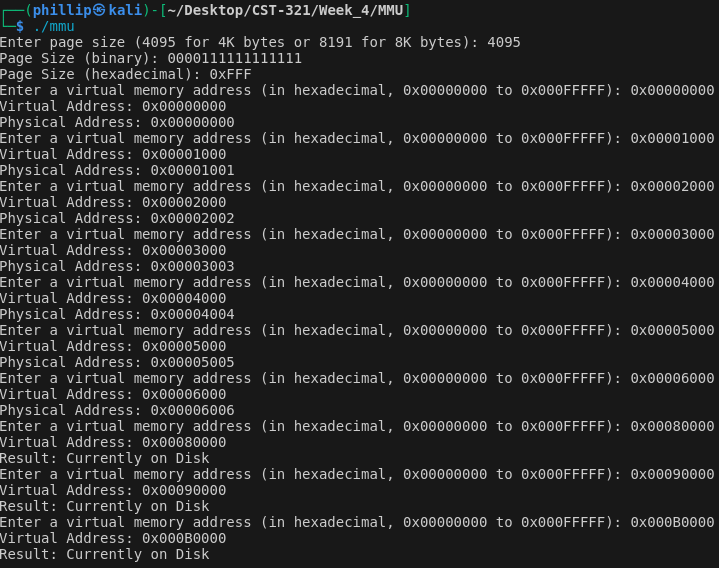 ┌──(phillip㉿kali)-[~/Desktop/CST-321/Week_4/MMU]
└─$ ./mmu
Enter page size (4095 for 4K bytes or 8191 for 8K bytes): 4095
Page Size (binary): 0000111111111111
Page Size (hexadecimal): 0xFFF
Enter a virtual memory address (in hexadecimal, 0x00000000 to 0x000FFFFF): 0x00000000
Virtual Address: 0x00000000
Physical Address: 0x00000000
Enter a virtual memory address (in hexadecimal, 0x00000000 to 0x000FFFFF): 0x00001000
Virtual Address: 0x00001000
Physical Address: 0x00001001
Enter a virtual memory address (in hexadecimal, 0x00000000 to 0x000FFFFF): 0x00002000
Virtual Address: 0x00002000
Physical Address: 0x00002002
Enter a virtual memory address (in hexadecimal, 0x00000000 to 0x000FFFFF): 0x00003000
Virtual Address: 0x00003000
Physical Address: 0x00003003
Enter a virtual memory address (in hexadecimal, 0x00000000 to 0x000FFFFF): 0x00004000
Virtual Address: 0x00004000
Physical Address: 0x00004004
Enter a virtual memory address (in hexadecimal, 0x00000000 to 0x000FFFFF): 0x00005000
Virtual Address: 0x00005000
Physical Address: 0x00005005
Enter a virtual memory address (in hexadecimal, 0x00000000 to 0x000FFFFF): 0x00006000
Virtual Address: 0x00006000
Physical Address: 0x00006006
Enter a virtual memory address (in hexadecimal, 0x00000000 to 0x000FFFFF): 0x00080000
Virtual Address: 0x00080000
Result: Currently on Disk
Enter a virtual memory address (in hexadecimal, 0x00000000 to 0x000FFFFF): 0x00090000
Virtual Address: 0x00090000
Result: Currently on Disk
Enter a virtual memory address (in hexadecimal, 0x00000000 to 0x000FFFFF): 0x000B0000
Virtual Address: 0x000B0000
Result: Currently on Disk